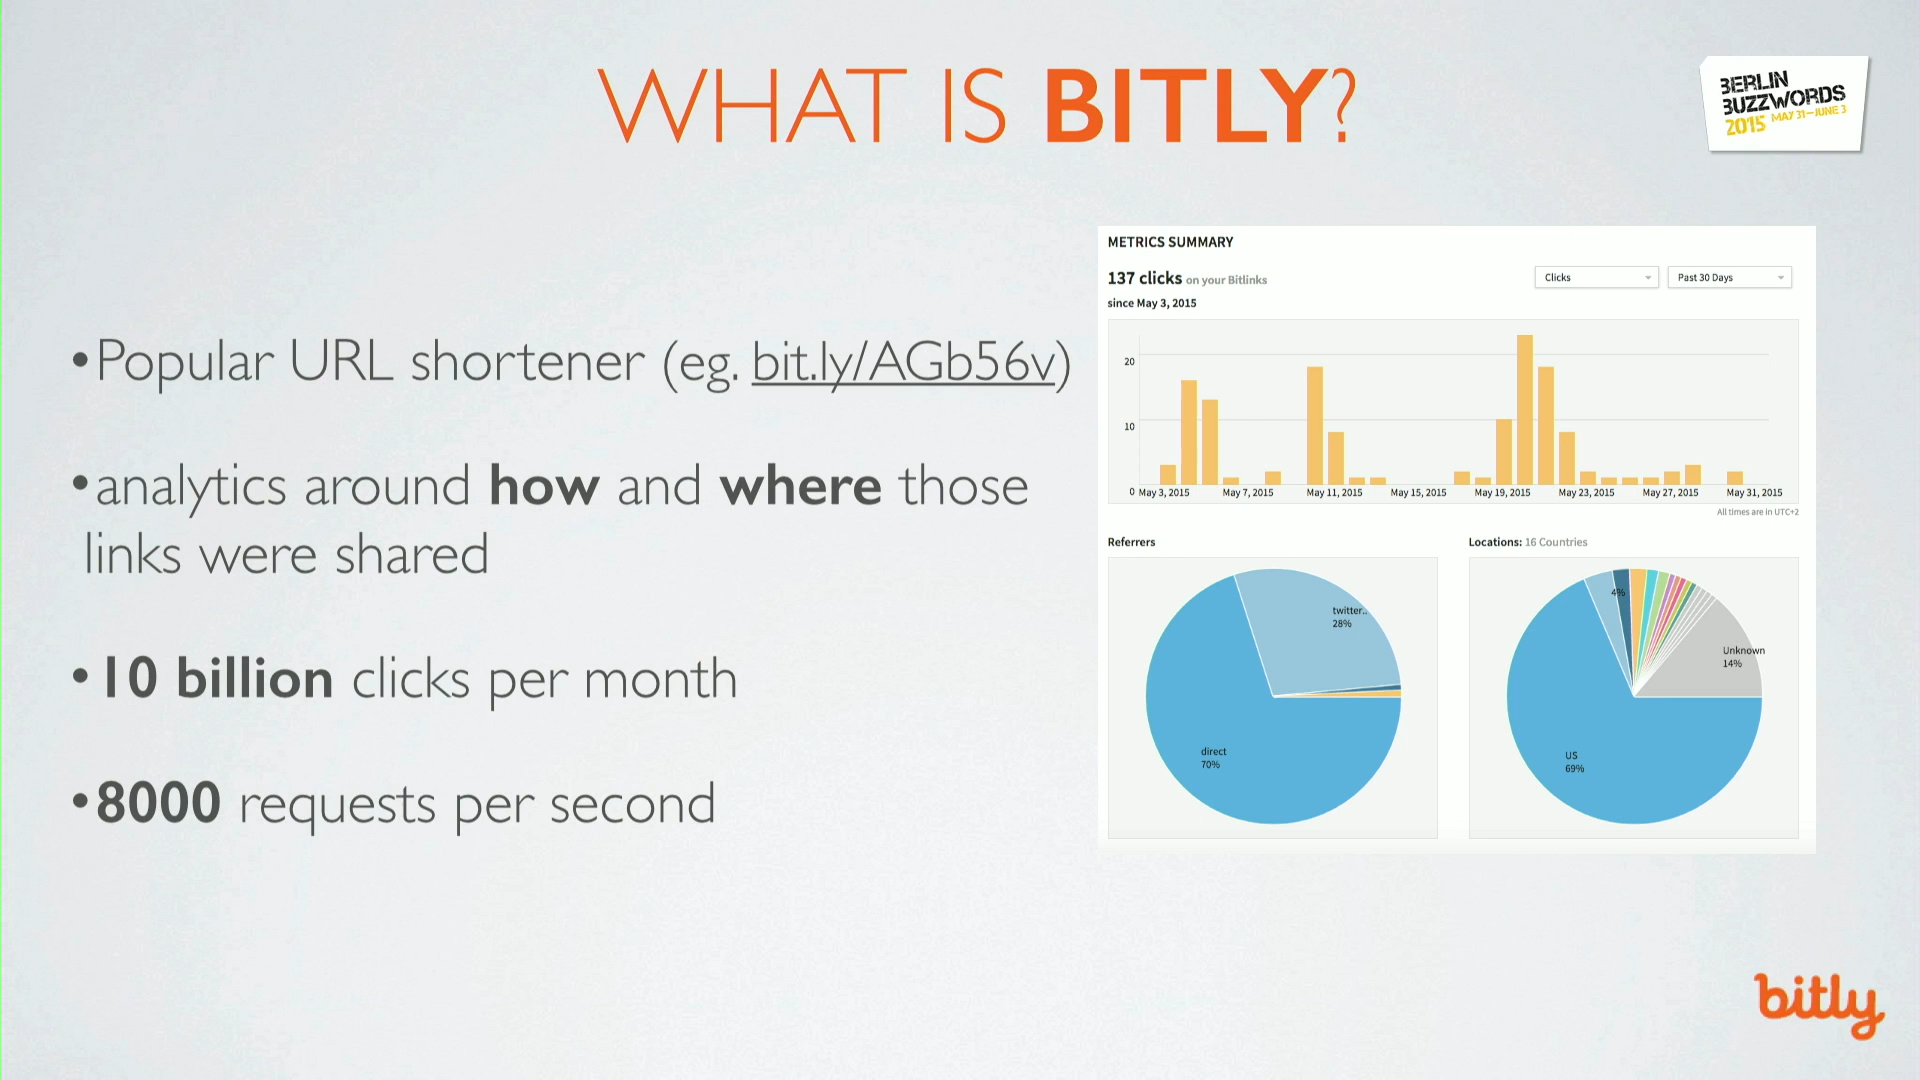 WHAT IS BITLY?
BERLIN
BUZZWORDS
2015 MAY 31–JUNE 3
•Popular URL shortener (eg. bit.ly/AGb56v)
•analytics around how and where those
links were shared
•10 billion clicks per month
•8000 requests per second
METRICS SUMMARY
137 clicks on your Bitlinks
Clicks
Past 30 Days
since May 3, 2015
20
10
0
May 3, 2015 May 7, 2015 May 11, 2015 May 15, 2015 May 19, 2015 May 23, 2015 May 27, 2015 May 31, 2015
All times are in UTC+2
Referrers
twitter..
28%
direct
70%
Locations: 16 Countries
4%
Unknown
14%
US
69%
bitly